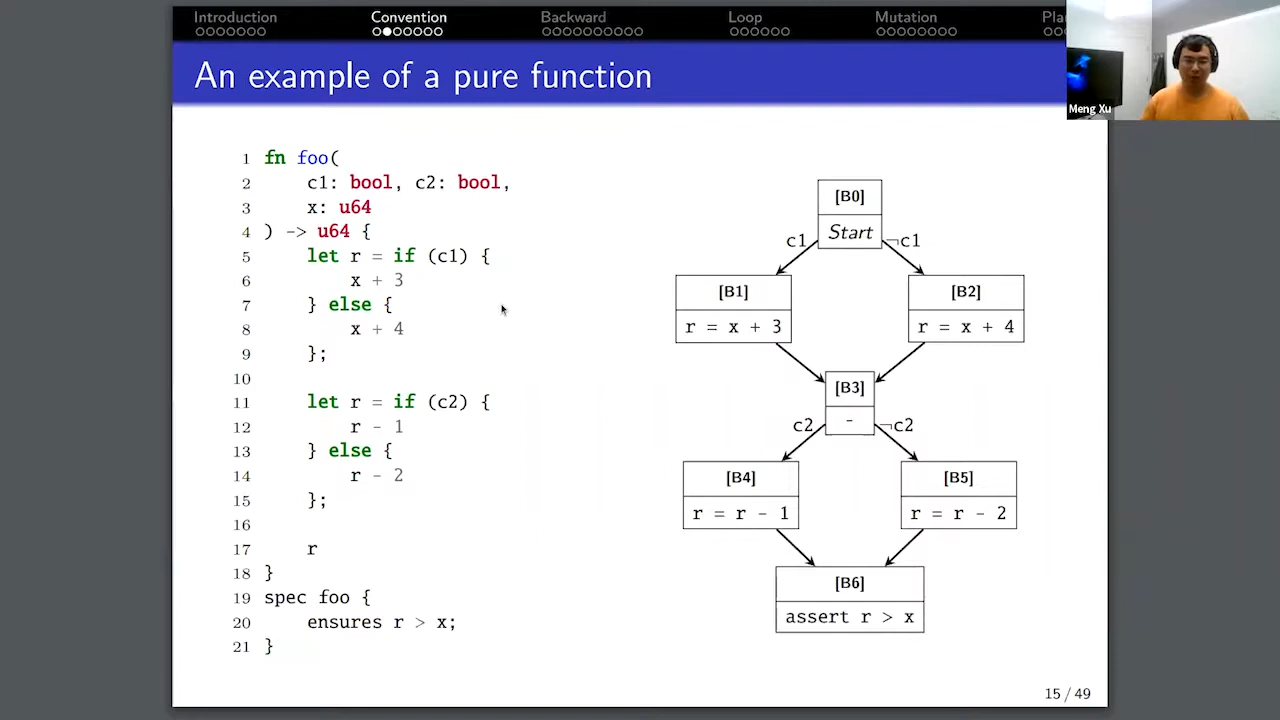 Introduction
Convention
Backward
Loop
Mutation
An example of a pure function
Meng Xu
1 fn foo(
2 c1: bool, c2: bool,
3 x: u64
4 ) -> u64 {
5 let r = if (c1) {
6 x + 3
7 } else {
8 x + 4
9 };
10
11 let r = if (c2) {
12 r - 1
13 } else {
14 r - 2
15 };
16
17 r
18 }
19 spec foo {
20 ensures r > x;
21 }
[B0]
Start
c1
¬c1
[B1]
r = x + 3
[B2]
r = x + 4
[B3]
-
c2
¬c2
[B4]
r = r - 1
[B5]
r = r - 2
[B6]
assert r > x
15 / 49